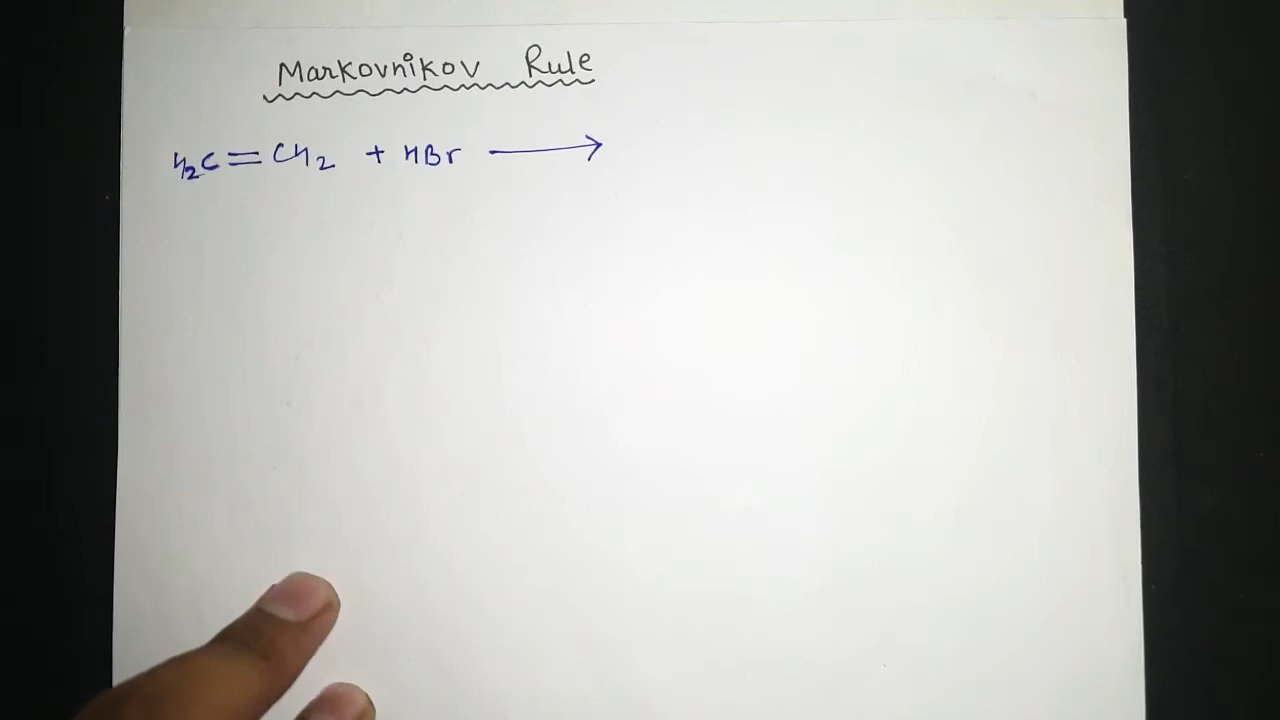 Markovnikov Rule
H₂C=CH₂ + HBr ⟶